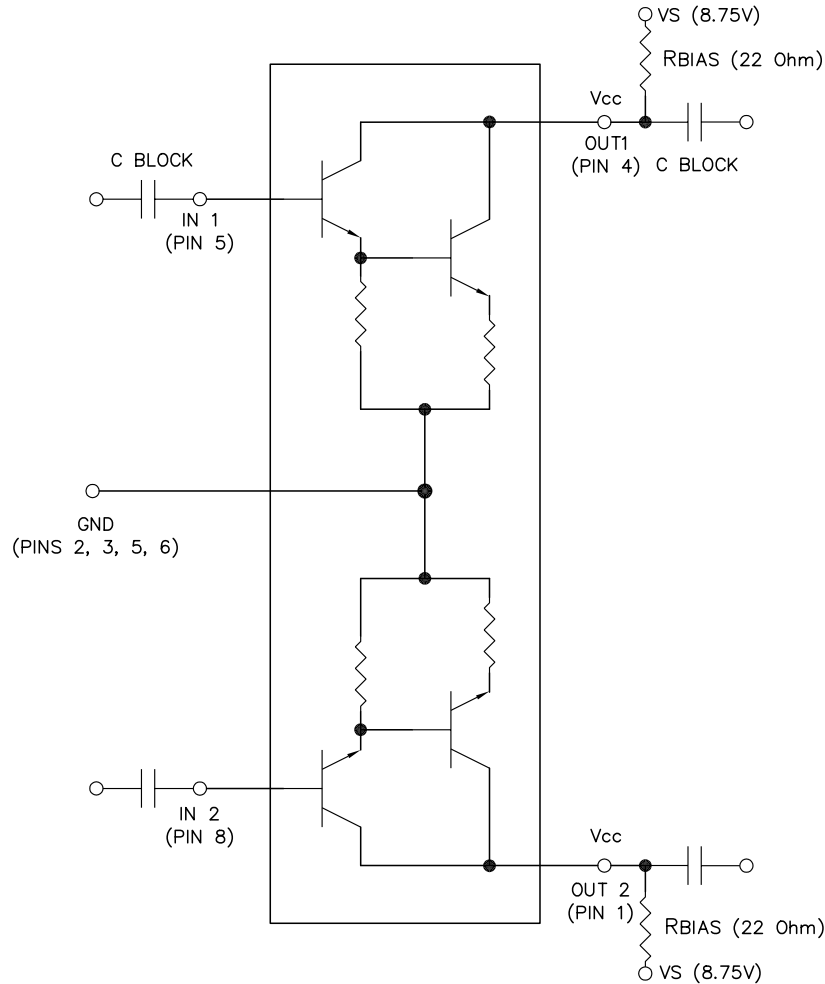 VS (8.75V)
RBIAS (22 Ohm)
Vcc
OUT1
(PIN 4)
C BLOCK
C BLOCK
IN 1
(PIN 5)
GND
(PINS 2, 3, 5, 6)
IN 2
(PIN 8)
Vcc
OUT 2
(PIN 1)
RBIAS (22 Ohm)
VS (8.75V)